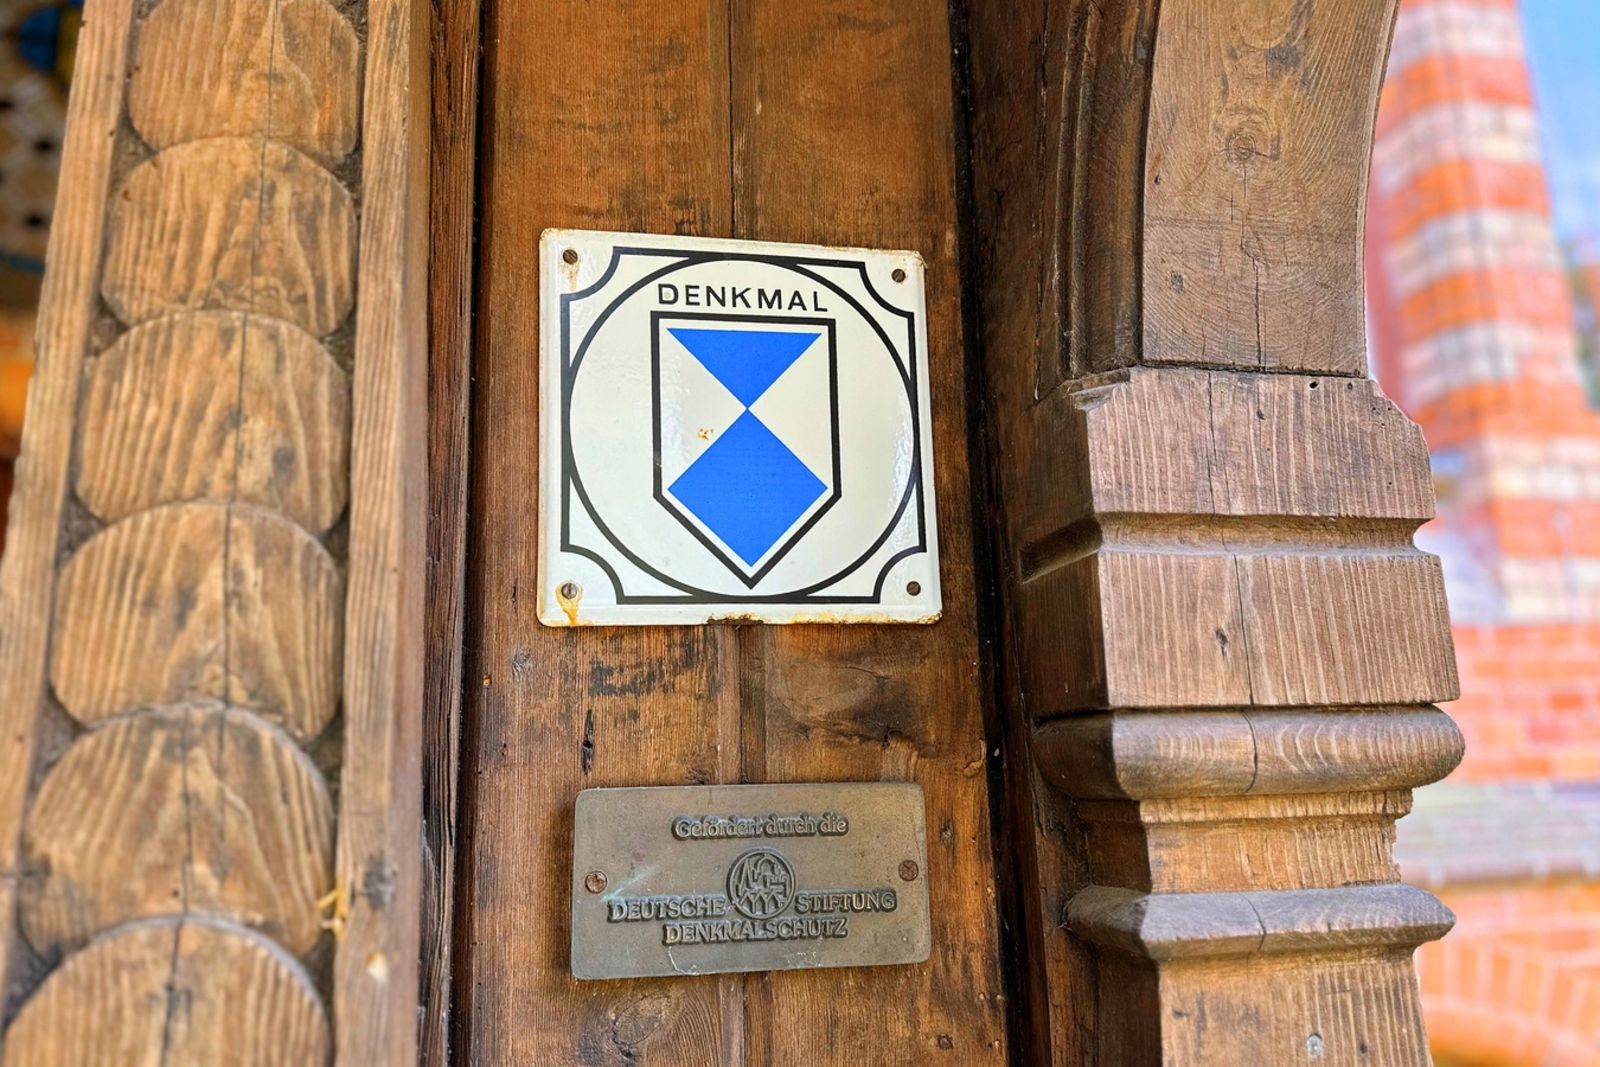 DENKMAL
Gefördert durch die
DEUTSCHE STIFTUNG
DENKMALSCHUTZ